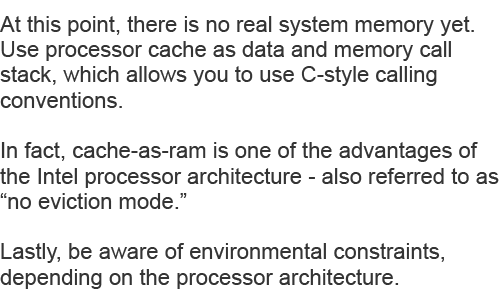 At this point, there is no real system memory yet.
Use processor cache as data and memory call
stack, which allows you to use C-style calling
conventions.
In fact, cache-as-ram is one of the advantages of
the Intel processor architecture - also referred to as
“no eviction mode.”
Lastly, be aware of environmental constraints,
depending on the processor architecture.